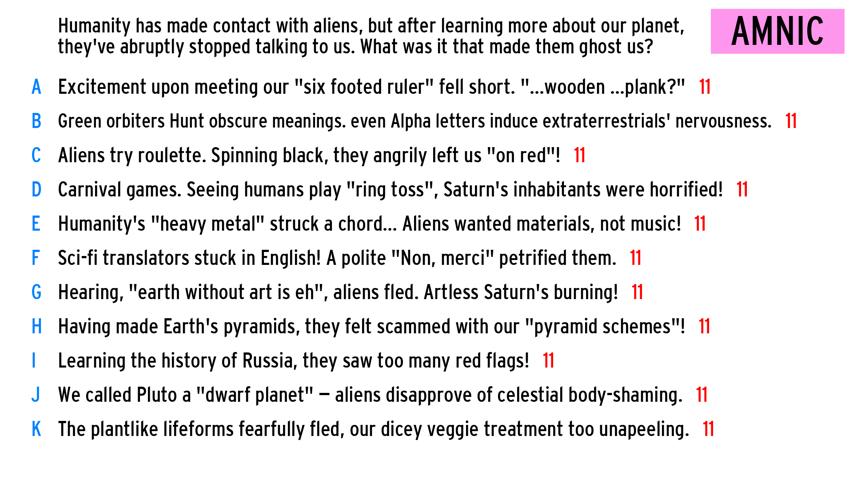 Humanity has made contact with aliens, but after learning more about our planet,
they've abruptly stopped talking to us. What was it that made them ghost us?
AMNIC
A Excitement upon meeting our "six footed ruler" fell short. "...wooden ...plank?" 11
B Green orbiters Hunt obscure meanings. even Alpha letters induce extraterrestrials' nervousness. 11
C Aliens try roulette. Spinning black, they angrily left us "on red"! 11
D Carnival games. Seeing humans play "ring toss", Saturn's inhabitants were horrified! 11
E Humanity's "heavy metal" struck a chord... Aliens wanted materials, not music! 11
F Sci-fi translators stuck in English! A polite "Non, merci" petrified them. 11
G Hearing, "earth without art is eh", aliens fled. Artless Saturn's burning! 11
H Having made Earth's pyramids, they felt scammed with our "pyramid schemes"! 11
I Learning the history of Russia, they saw too many red flags! 11
J We called Pluto a "dwarf planet" – aliens disapprove of celestial body-shaming. 11
K The plantlike lifeforms fearfully fled, our dicey veggie treatment too unapeeling. 11